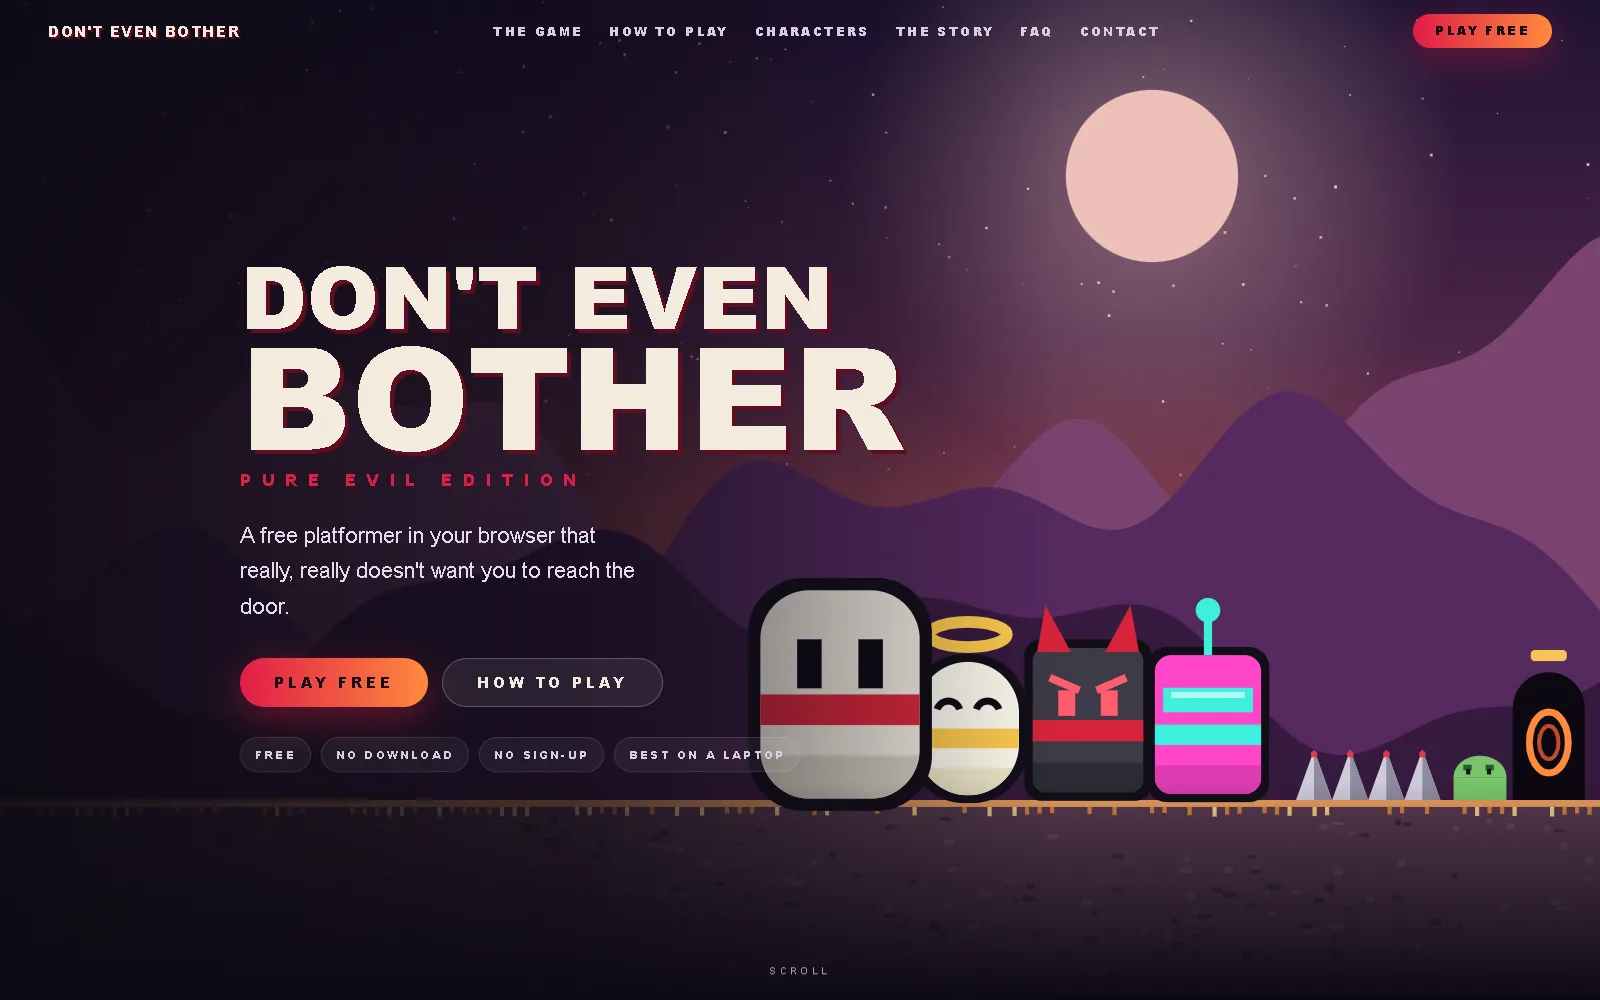 DON'T EVEN BOTHER
THE GAME HOW TO PLAY CHARACTERS THE STORY FAQ CONTACT
PLAY FREE
DON'T EVEN
BOTHER
PURE EVIL EDITION
A free platformer in your browser that
really, really doesn't want you to reach the
door.
PLAY FREE HOW TO PLAY
FREE NO DOWNLOAD NO SIGN-UP BEST ON A LAPTOP
SCROLL